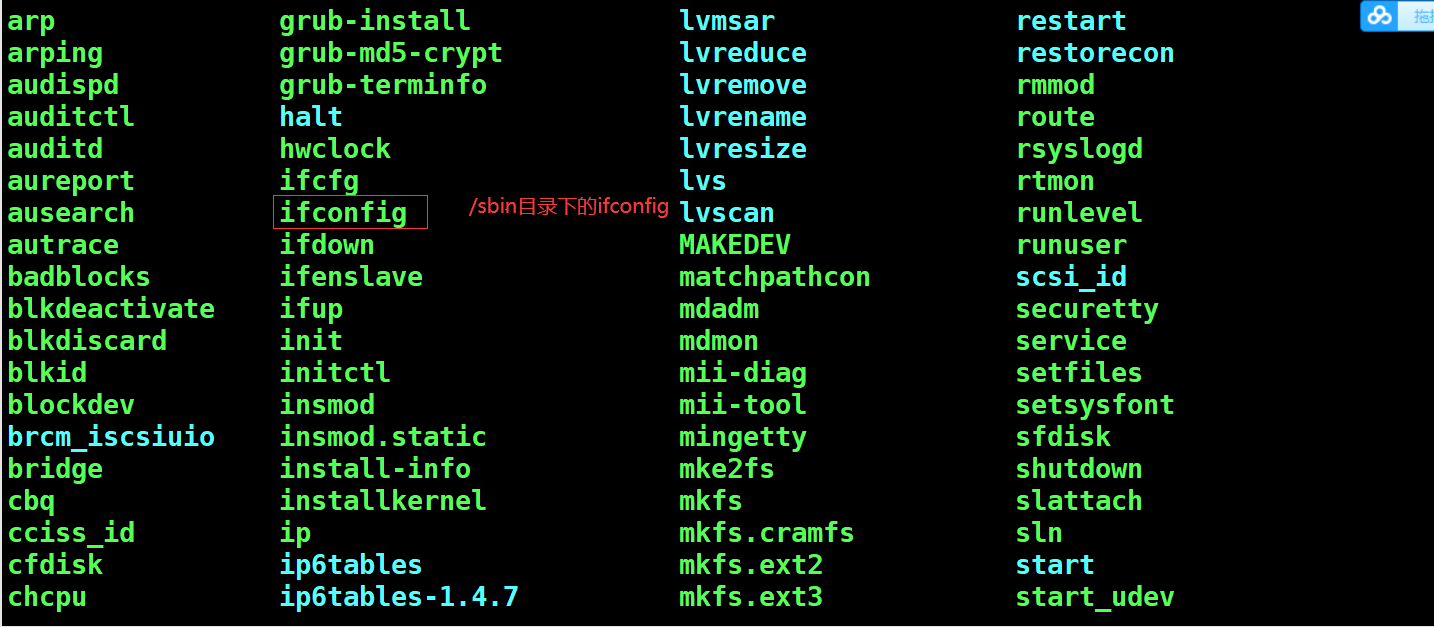 arp grub-install lvmsar restart
arping grub-md5-crypt lvreduce restorecon
audispd grub-terminfo lvremove rmmod
auditctl halt lvrename route
auditd hwclock lvresize rsyslogd
aureport ifcfg lvs rtmon
ausearch ifconfig /sbin目录下的ifconfig lvscan runlevel
autrace ifdown MAKEDEV runuser
badblocks ifenslave matchpathcon scsi_id
blkdeactivate ifup mdadm securetty
blkdiscard init mdmon service
blkid initctl mii-diag setfiles
blockdev insmod mii-tool setsysfont
brcm_iscsiuio insmod.static mingetty sfdisk
bridge install-info mke2fs shutdown
cbq installkernel mkfs slattach
cciss_id ip mkfs.cramfs sln
cfdisk ip6tables mkfs.ext2 start
chcpu ip6tables-1.4.7 mkfs.ext3 start_udev